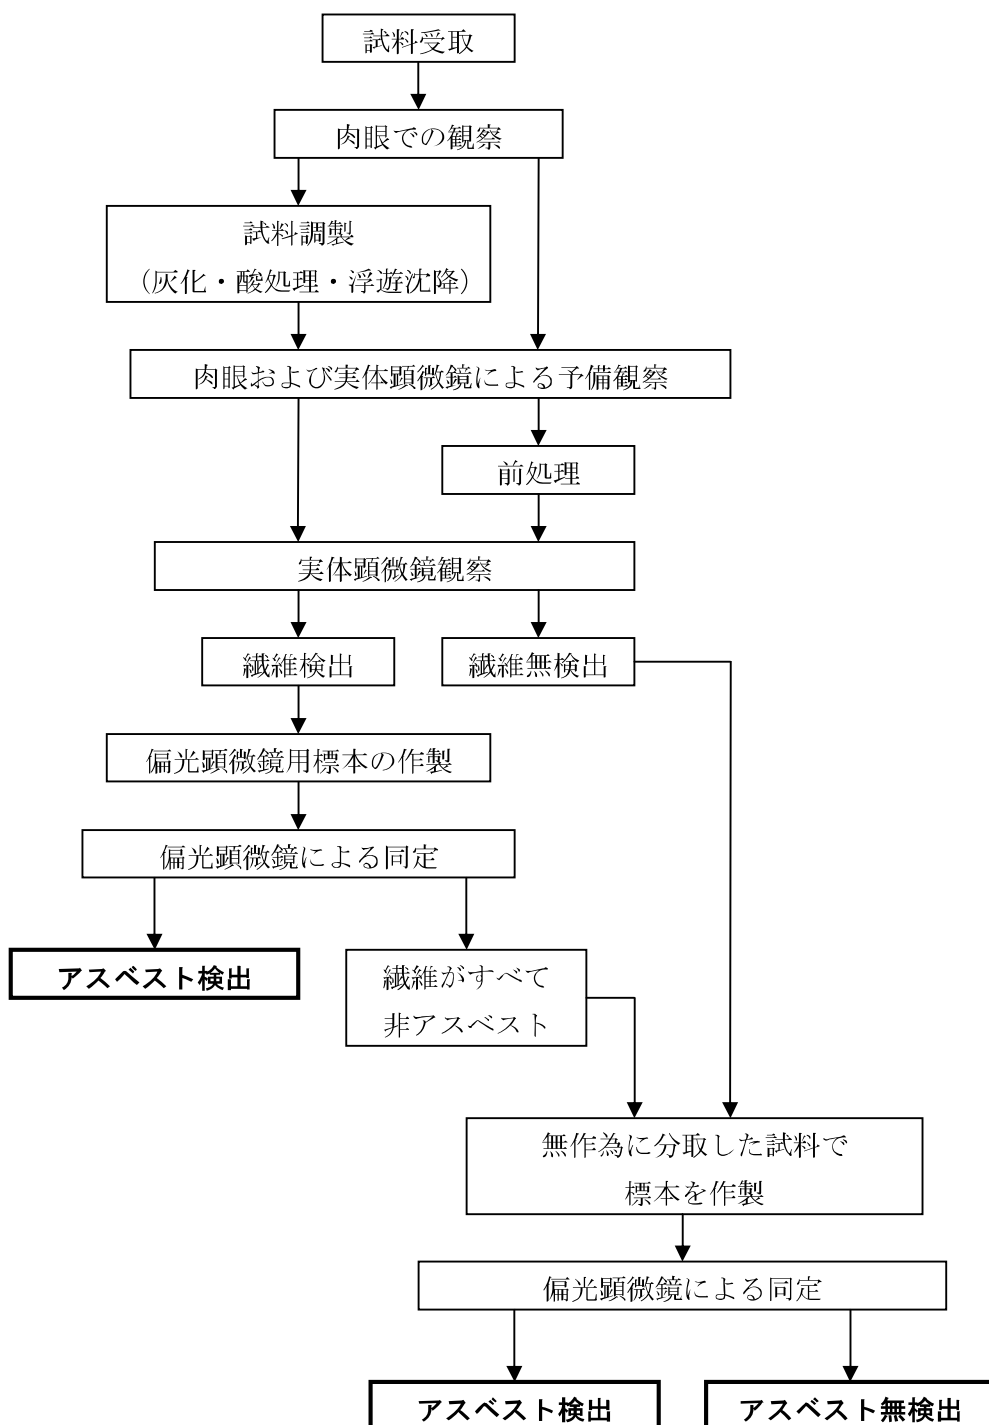 試料受取
肉眼での観察
試料調製
（灰化・酸処理・浮遊沈降）
肉眼および実体顕微鏡による予備観察
前処理
実体顕微鏡観察
繊維検出
繊維無検出
偏光顕微鏡用標本の作製
偏光顕微鏡による同定
アスベスト検出
繊維がすべて
非アスベスト
無作為に分取した試料で
標本を作製
偏光顕微鏡による同定
アスベスト検出
アスベスト無検出